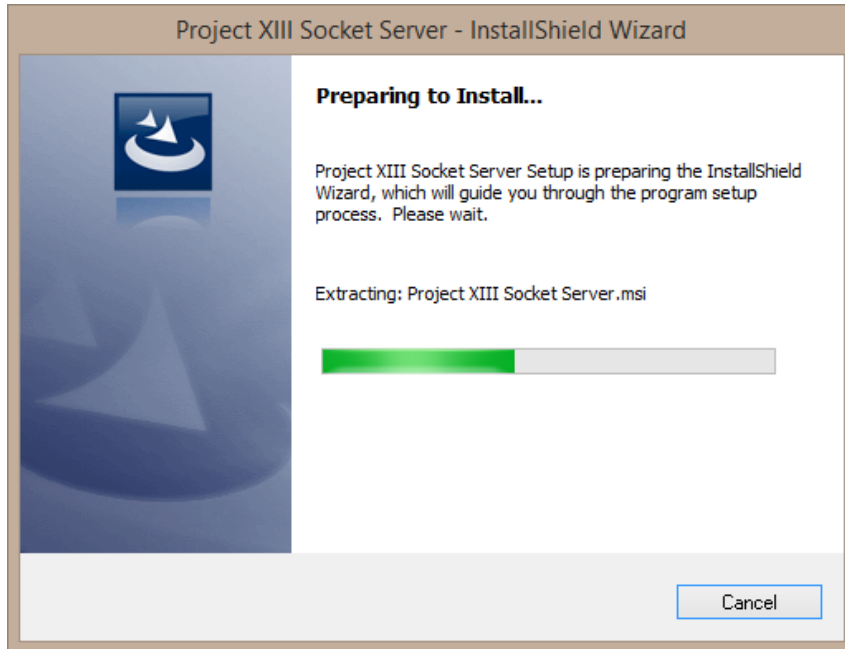 Project XIII Socket Server - InstallShield Wizard
Preparing to Install...
Project XIII Socket Server Setup is preparing the InstallShield
Wizard, which will guide you through the program setup
process. Please wait.
Extracting: Project XIII Socket Server.msi
Cancel